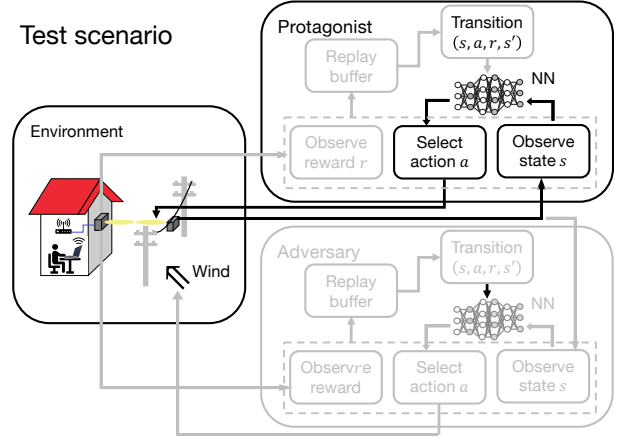 Test scenario
Protagonist
Transition
(s, a, r, s′)
Replay
buffer
NN
Observe
reward r
Select
action a
Observe
state s
Environment
Wind
Adversary
Transition
(s, a, r, s′)
Replay
buffer
NN
Observre
reward
Select
action a
Observe
state s